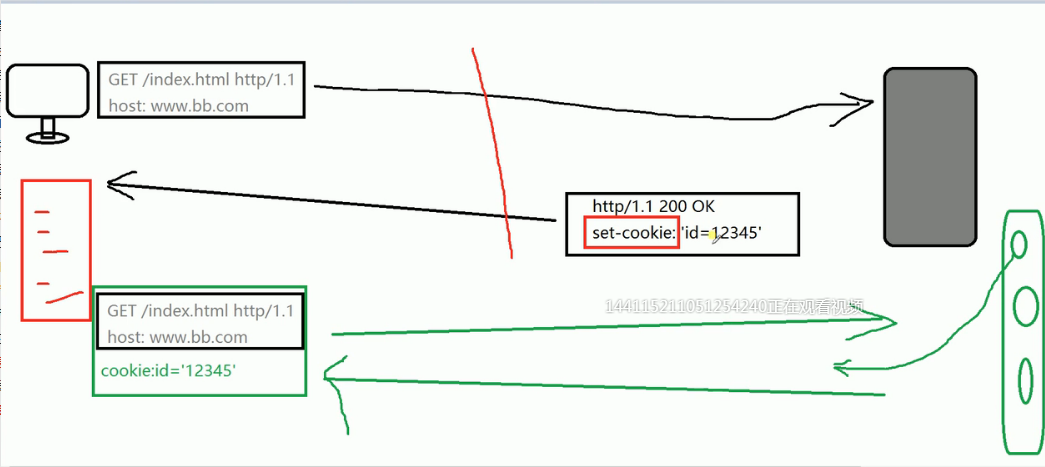 GET /index.html http/1.1
host: www.bb.com
http/1.1 200 OK
set-cookie: 'id=12345'
144115211051254240正在观看视频
GET /index.html http/1.1
host: www.bb.com
cookie:id='12345'